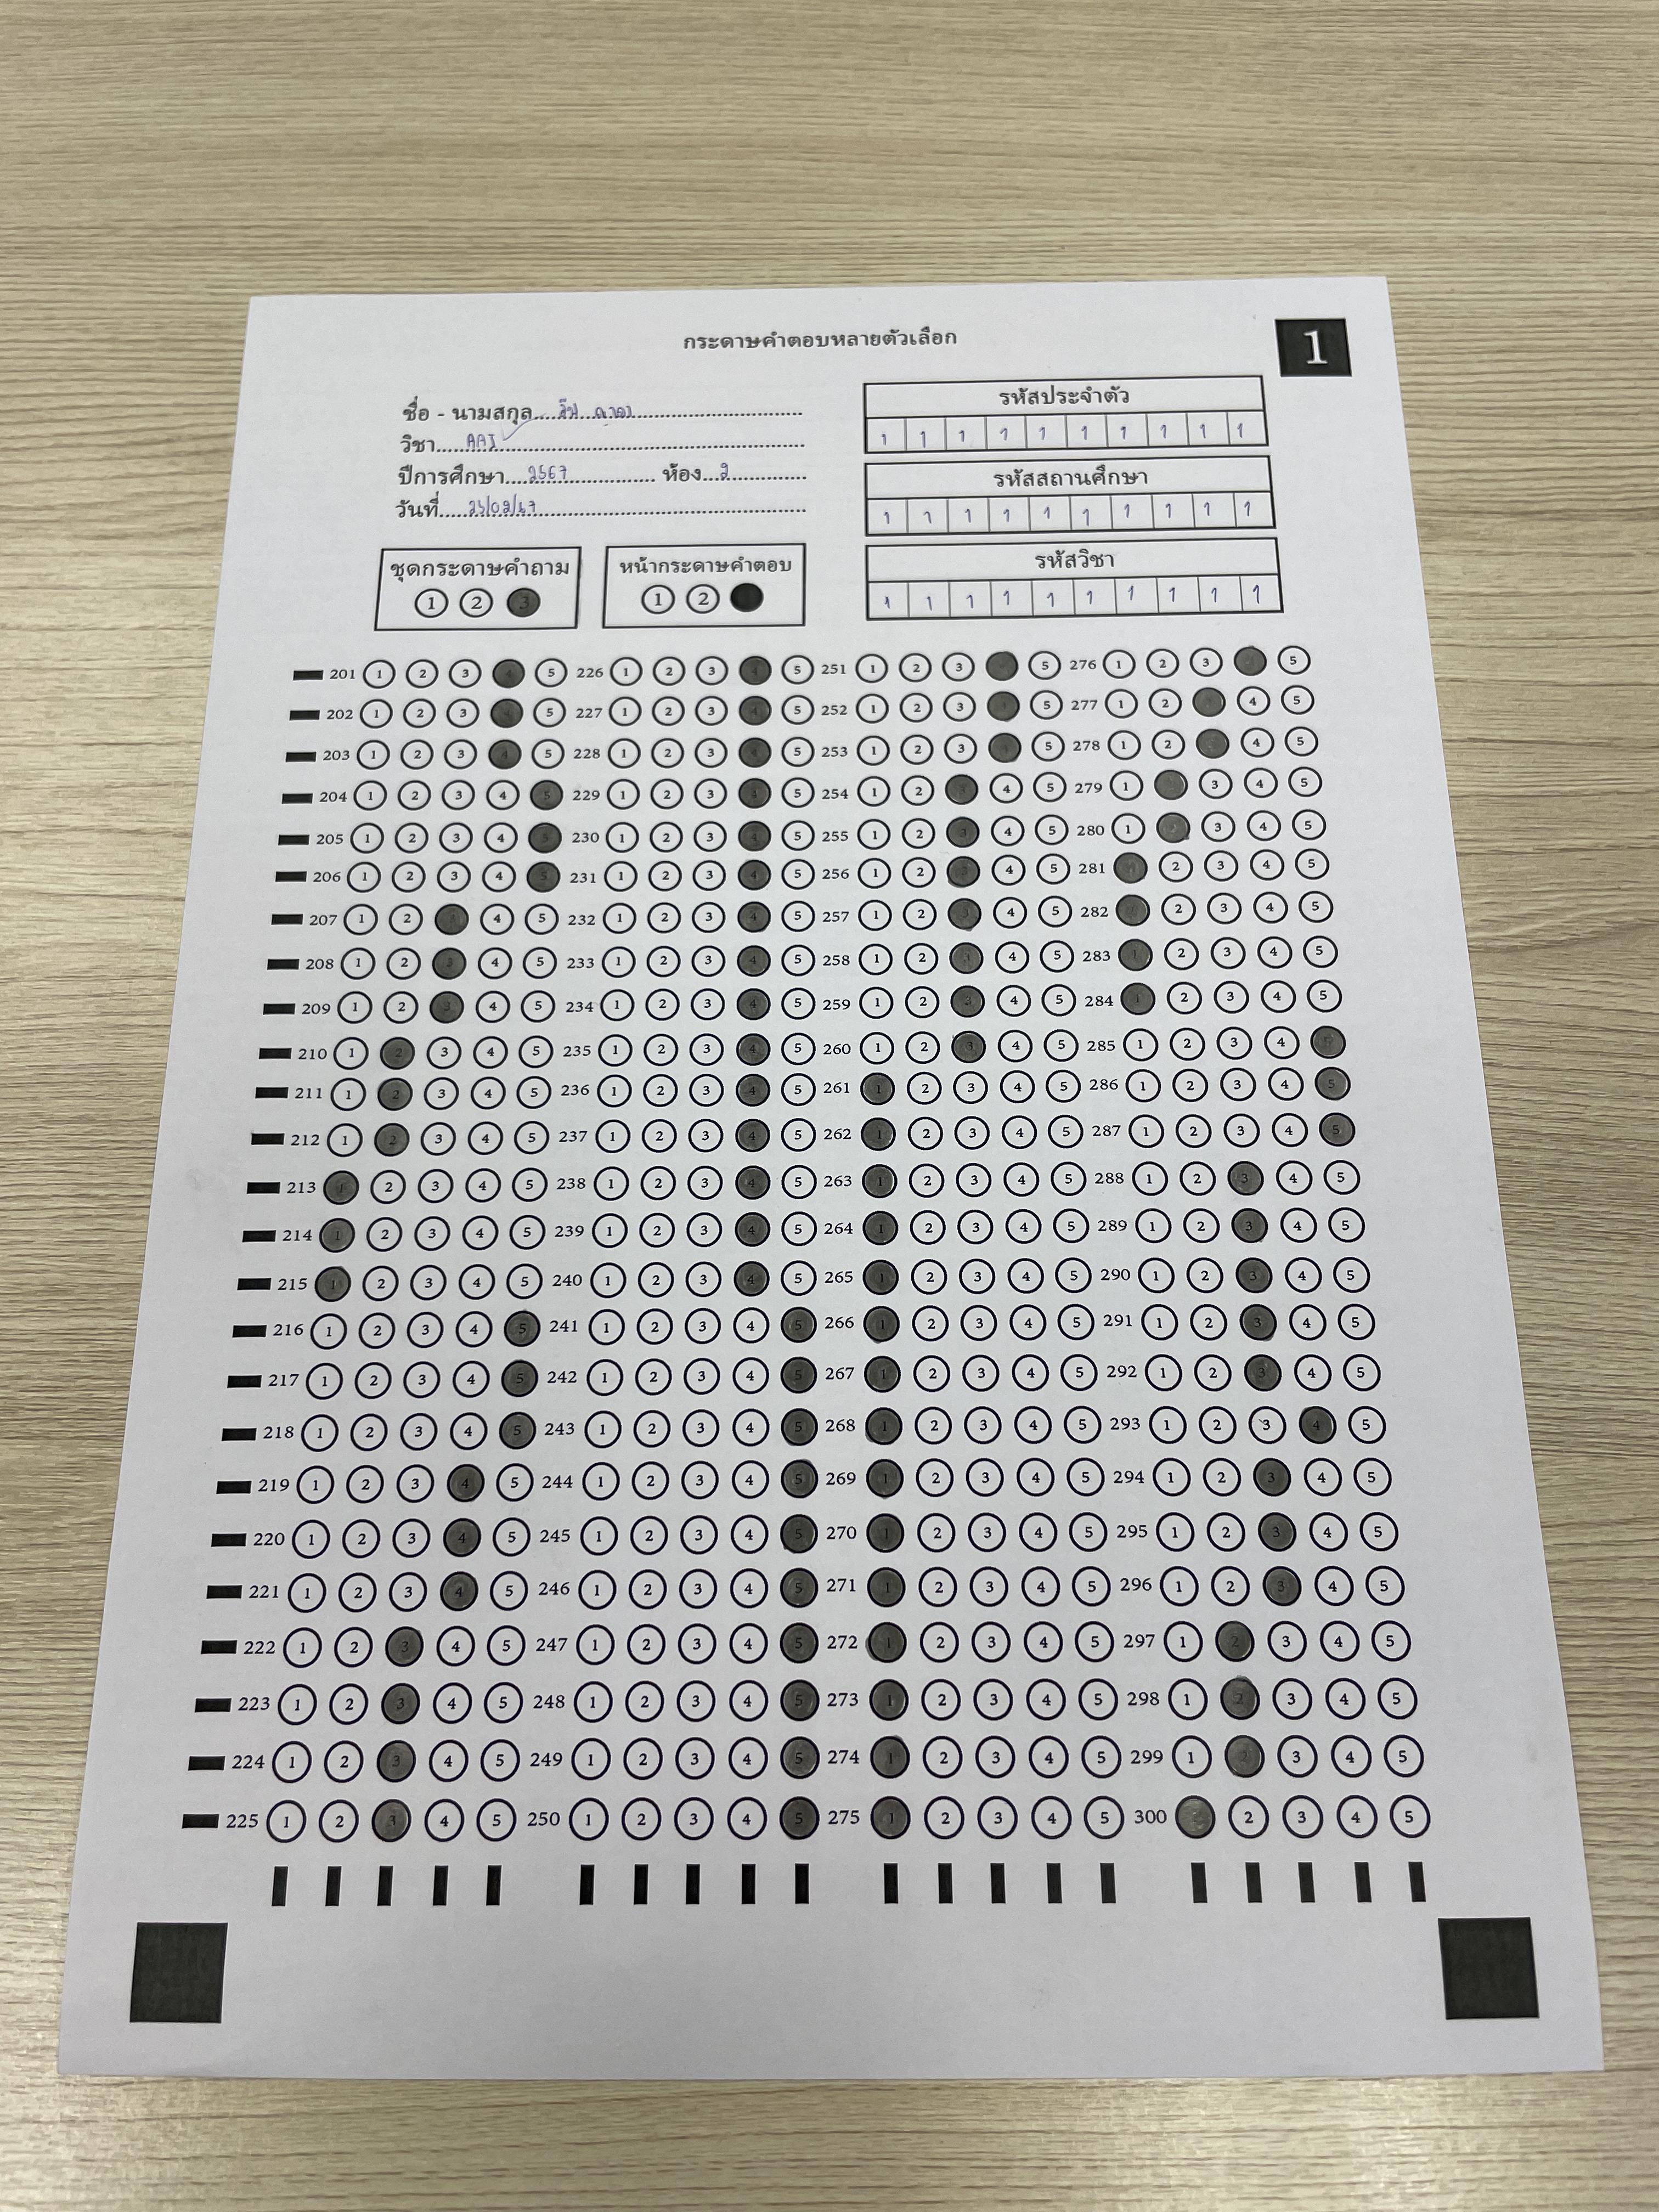 กระดาษคำตอบหลายตัวเลือก
1
ชื่อ - นามสกุล
วิชา AAI
ปีการศึกษา 2567 ห้อง 2
วันที่
รหัสประจำตัว
1 1 1 1 1 1 1 1 1 1
รหัสสถานศึกษา
1 1 1 1 1 1 1 1 1 1
รหัสวิชา
1 1 1 1 1 1 1 1 1 1
ชุดกระดาษคำถาม
1 2 3
หน้ากระดาษคำตอบ
1 2
201 1 2 3 4 5 226 1 2 3 4 5 251 1 2 3 5 276 1 2 3 5
202 1 2 3 4 5 227 1 2 3 4 5 252 1 2 3 5 277 1 2 4 5
203 1 2 3 4 5 228 1 2 3 4 5 253 1 2 3 5 278 1 2 4 5
204 1 2 3 4 5 229 1 2 3 4 5 254 1 2 3 4 5 279 1 3 4 5
205 1 2 3 4 5 230 1 2 3 4 5 255 1 2 3 4 5 280 1 2 3 4 5
206 1 2 3 4 5 231 1 2 3 4 5 256 1 2 3 4 5 281 2 3 4 5
207 1 2 4 5 232 1 2 3 4 5 257 1 2 3 4 5 282 2 3 4 5
208 1 2 3 4 5 233 1 2 3 4 5 258 1 2 3 4 5 283 1 2 3 4 5
209 1 2 3 4 5 234 1 2 3 4 5 259 1 2 3 4 5 284 1 2 3 4 5
210 1 2 3 4 5 235 1 2 3 4 5 260 1 2 3 4 5 285 1 2 3 4 5
211 1 2 3 4 5 236 1 2 3 4 5 261 1 2 3 4 5 286 1 2 3 4 5
212 1 2 3 4 5 237 1 2 3 4 5 262 1 2 3 4 5 287 1 2 3 4 5
213 1 2 3 4 5 238 1 2 3 4 5 263 1 2 3 4 5 288 1 2 3 4 5
214 1 2 3 4 5 239 1 2 3 4 5 264 1 2 3 4 5 289 1 2 3 4 5
215 1 2 3 4 5 240 1 2 3 4 5 265 1 2 3 4 5 290 1 2 3 4 5
216 1 2 3 4 5 241 1 2 3 4 5 266 1 2 3 4 5 291 1 2 3 4 5
217 1 2 3 4 5 242 1 2 3 4 5 267 1 2 3 4 5 292 1 2 3 4 5
218 1 2 3 4 5 243 1 2 3 4 5 268 1 2 3 4 5 293 1 2 3 4 5
219 1 2 3 4 5 244 1 2 3 4 5 269 1 2 3 4 5 294 1 2 3 4 5
220 1 2 3 4 5 245 1 2 3 4 5 270 1 2 3 4 5 295 1 2 3 4 5
221 1 2 3 4 5 246 1 2 3 4 5 271 1 2 3 4 5 296 1 2 3 4 5
222 1 2 3 4 5 247 1 2 3 4 5 272 1 2 3 4 5 297 1 2 3 4 5
223 1 2 3 4 5 248 1 2 3 4 5 273 1 2 3 4 5 298 1 2 3 4 5
224 1 2 3 4 5 249 1 2 3 4 5 274 1 2 3 4 5 299 1 2 3 4 5
225 1 2 3 4 5 250 1 2 3 4 5 275 1 2 3 4 5 300 2 3 4 5